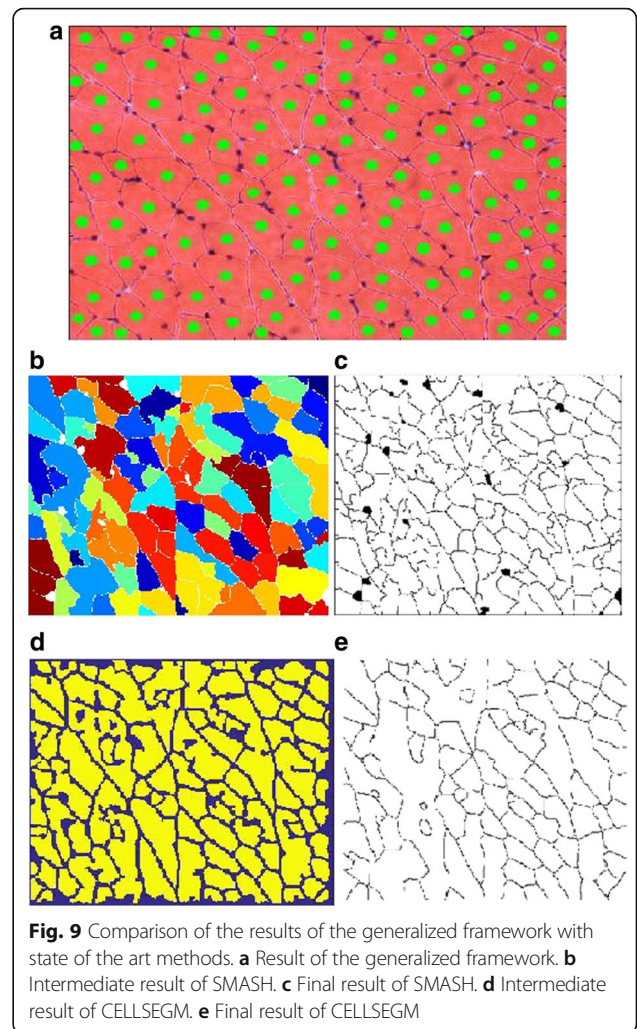 a
b
c
d
e
Fig. 9 Comparison of the results of the generalized framework with
state of the art methods. a Result of the generalized framework. b
Intermediate result of SMASH. c Final result of SMASH. d Intermediate
result of CELLSEGM. e Final result of CELLSEGM